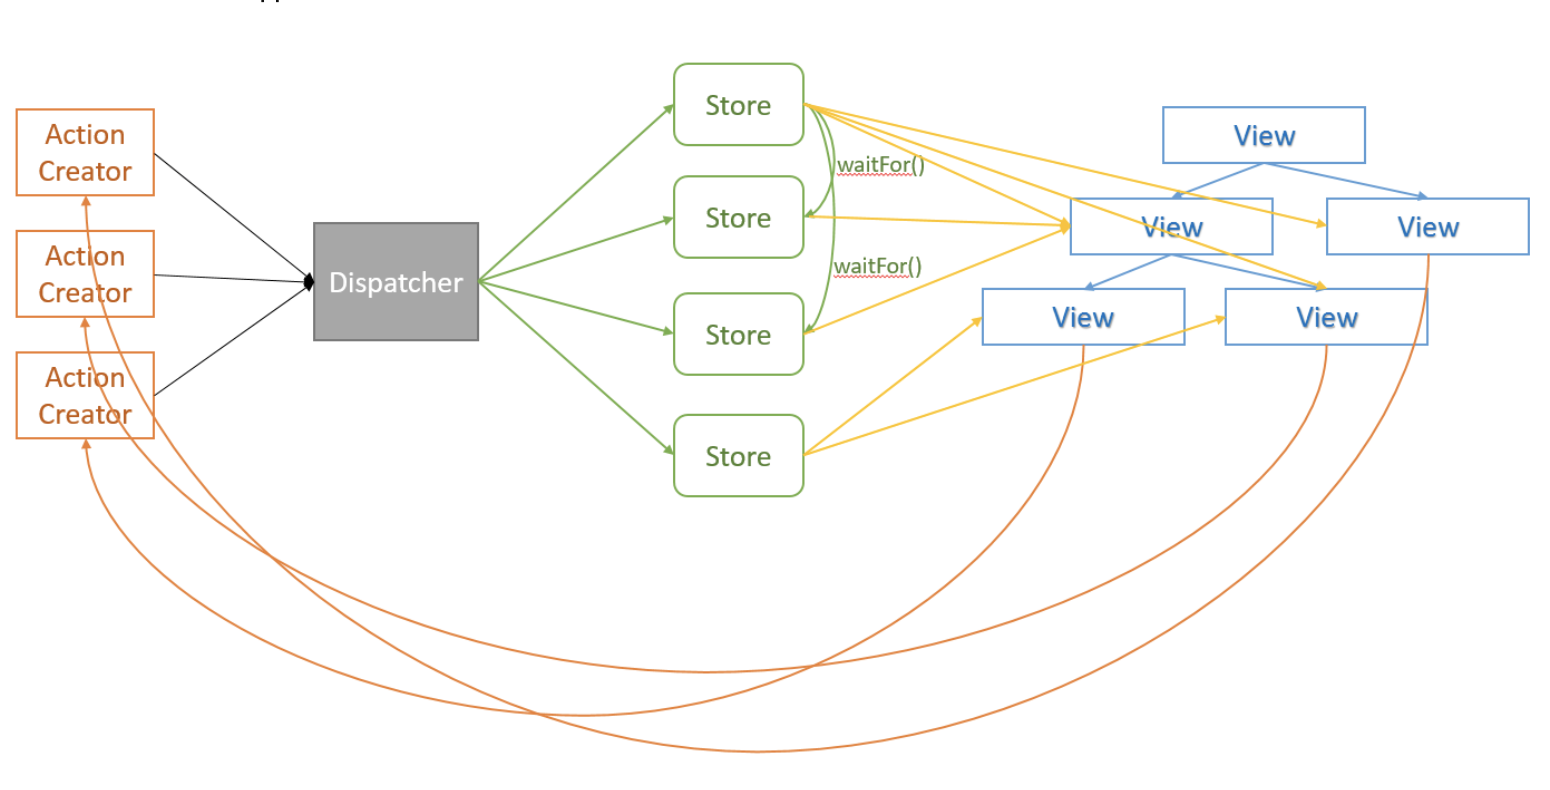 Action
Creator
Action
Creator
Action
Creator
Dispatcher
Store
Store
Store
Store
waitFor()
waitFor()
View
View
View
View
View